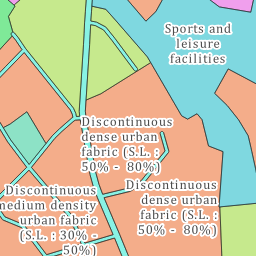 Sports and
leisure
facilities
Discontinuous
dense urban
fabric (S.L. :
50% - 80%)
Discontinuous
medium density
urban fabric
(S.L. : 30% -
50%)
Discontinuous
dense urban
fabric (S.L. :
50% - 80%)